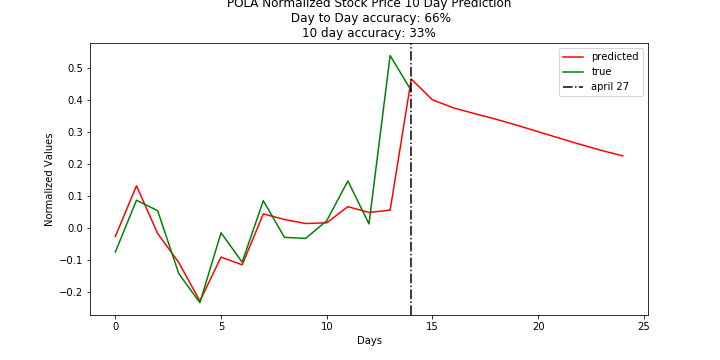 POLA Normalized Stock Price 10 Day Prediction
Day to Day accuracy: 66%
10 day accuracy: 33%
predicted
true
april 27
Normalized Values
0.5
0.4
0.3
0.2
0.1
0.0
−0.1
−0.2
0
5
10
15
20
25
Days